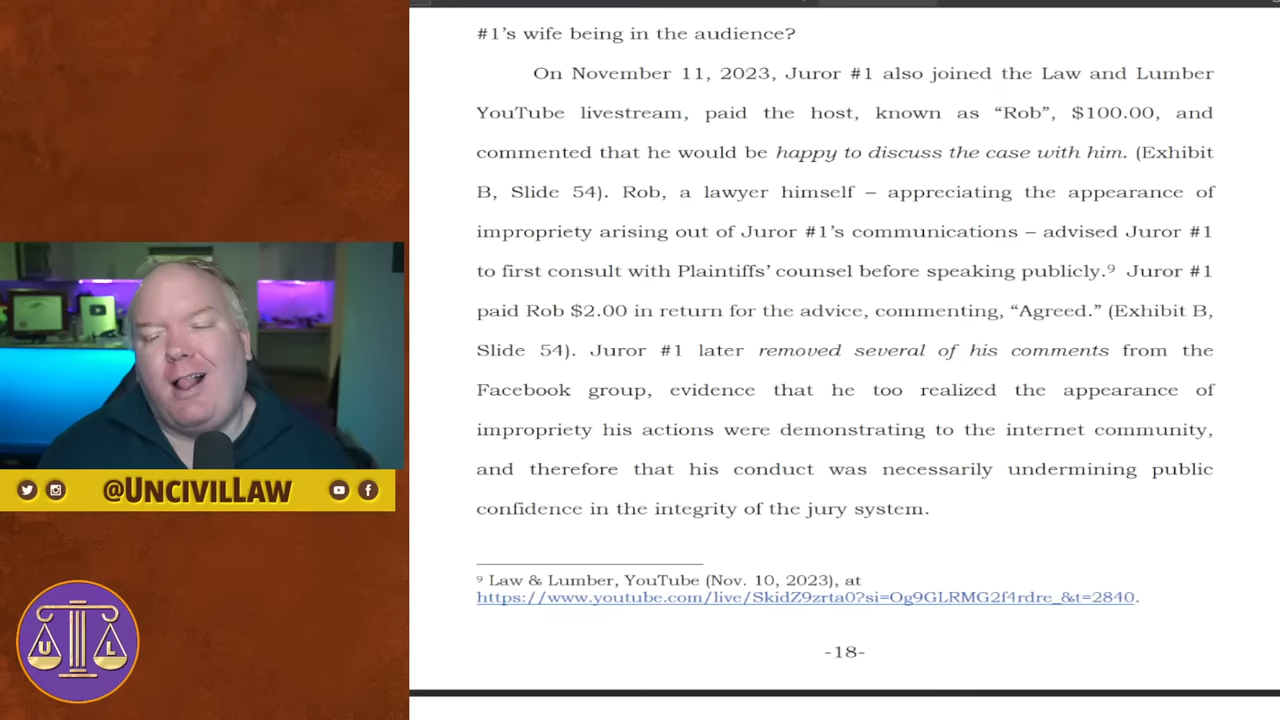 #1’s wife being in the audience?
On November 11, 2023, Juror #1 also joined the Law and Lumber
YouTube livestream, paid the host, known as “Rob”, $100.00, and
commented that he would be happy to discuss the case with him. (Exhibit
B, Slide 54). Rob, a lawyer himself – appreciating the appearance of
impropriety arising out of Juror #1’s communications – advised Juror #1
to first consult with Plaintiffs’ counsel before speaking publicly.⁹ Juror #1
paid Rob $2.00 in return for the advice, commenting, “Agreed.” (Exhibit B,
Slide 54). Juror #1 later removed several of his comments from the
Facebook group, evidence that he too realized the appearance of
impropriety his actions were demonstrating to the internet community,
and therefore that his conduct was necessarily undermining public
confidence in the integrity of the jury system.
⁹ Law & Lumber, YouTube (Nov. 10, 2023), at
https://www.youtube.com/live/SkidZ9zrta0?si=Og9GLRMG2f4rdre_&t=2840.
-18-
@UncivilLaw
U L